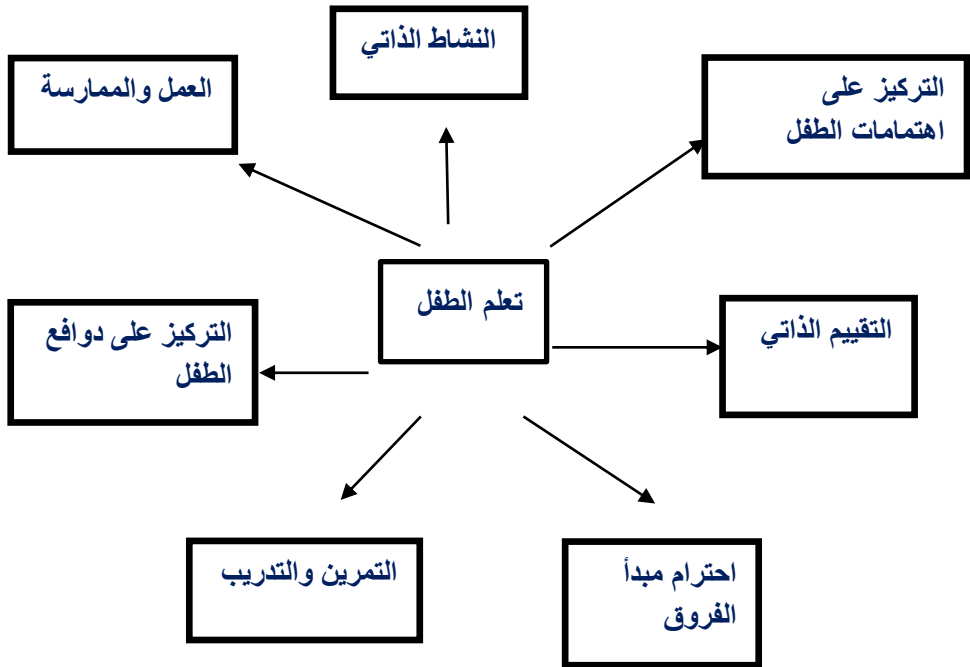 النشاط الذاتي
التركيز على
اهتمامات الطفل
العمل والممارسة
تعلم الطفل
التقييم الذاتي
التركيز على دوافع
الطفل
احترام مبدأ
الفروق
التمرين والتدريب